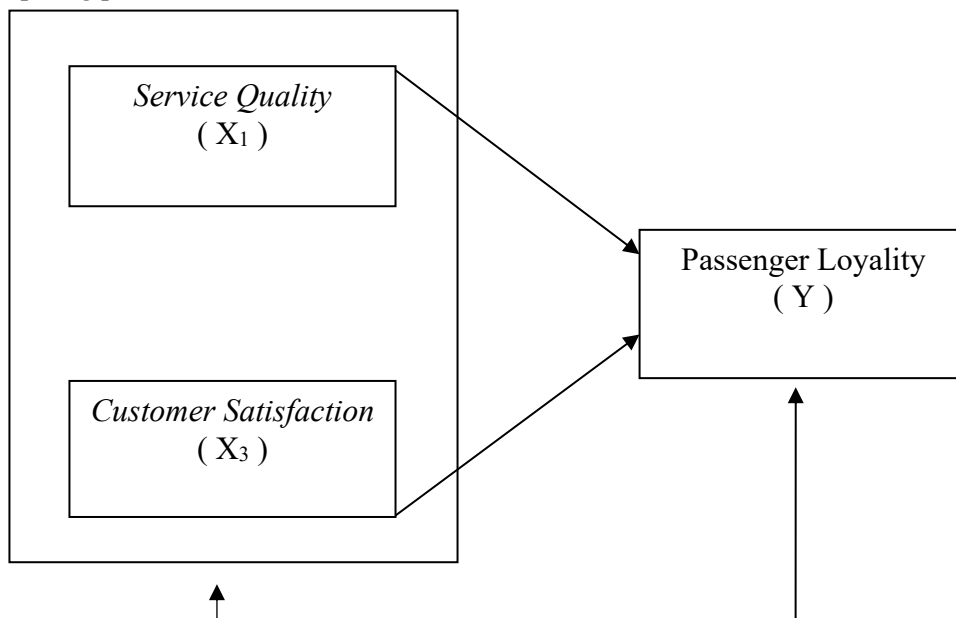 Service Quality
( X₁ )
Passenger Loyality
( Y )
Customer Satisfaction
( X₃ )